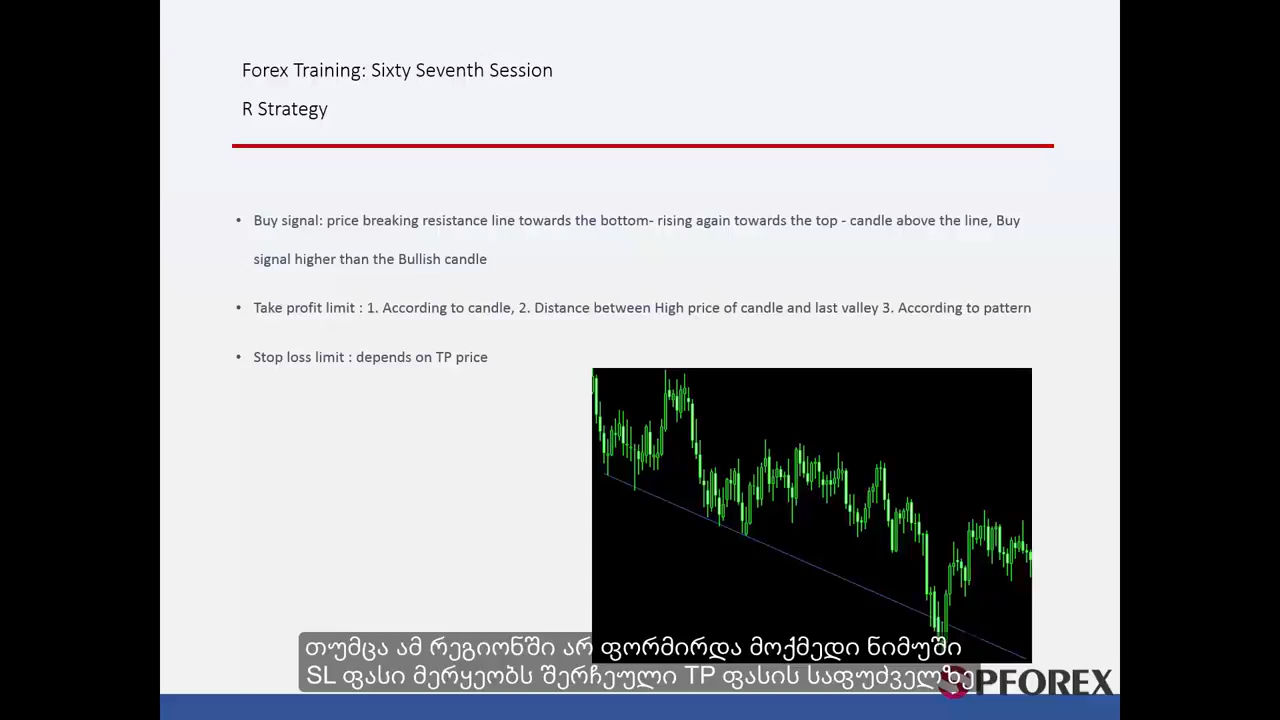 Forex Training: Sixty Seventh Session
R Strategy
• Buy signal: price breaking resistance line towards the bottom- rising again towards the top - candle above the line, Buy
signal higher than the Bullish candle
• Take profit limit : 1. According to candle, 2. Distance between High price of candle and last valley 3. According to pattern
• Stop loss limit : depends on TP price
თუმცა ამ რეგიონში არ ფორმირდა მოქმედი ნიმუში
SL ფასი მერყეობს შერჩეული TP ფასის საფუძველზე
PFOREX